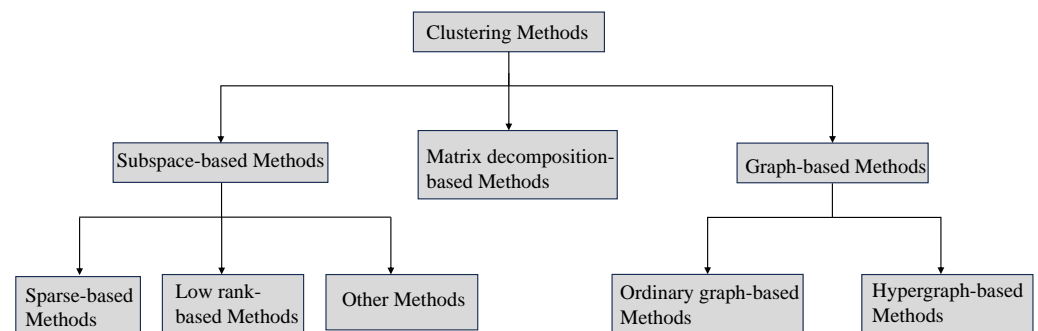 Clustering Methods
Subspace-based Methods
Matrix decomposition-
based Methods
Graph-based Methods
Sparse-based
Methods
Low rank-
based Methods
Other Methods
Ordinary graph-based
Methods
Hypergraph-based
Methods